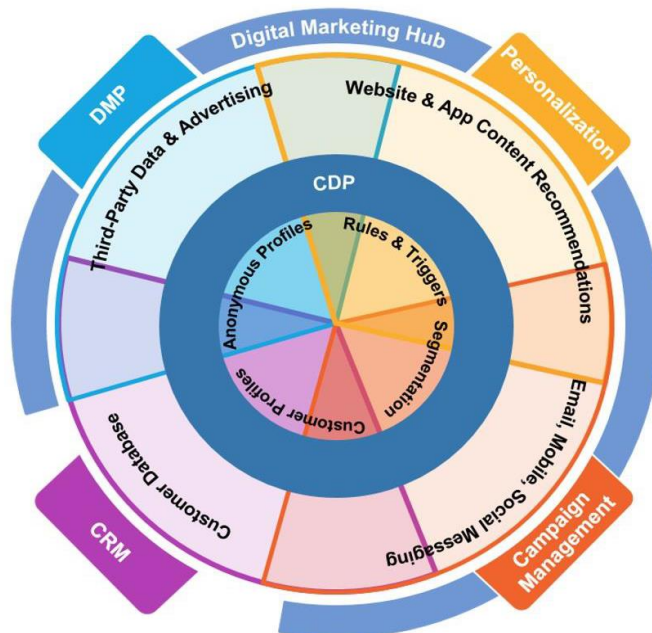 Digital Marketing Hub
DMP
Personalization
Third-Party Data & Advertising
Website & App Content Recommendations
CDP
Anonymous Profiles
Rules & Triggers
Customer Profiles
Segmentation
Customer Database
Email, Mobile, Social Messaging
CRM
Campaign
Management